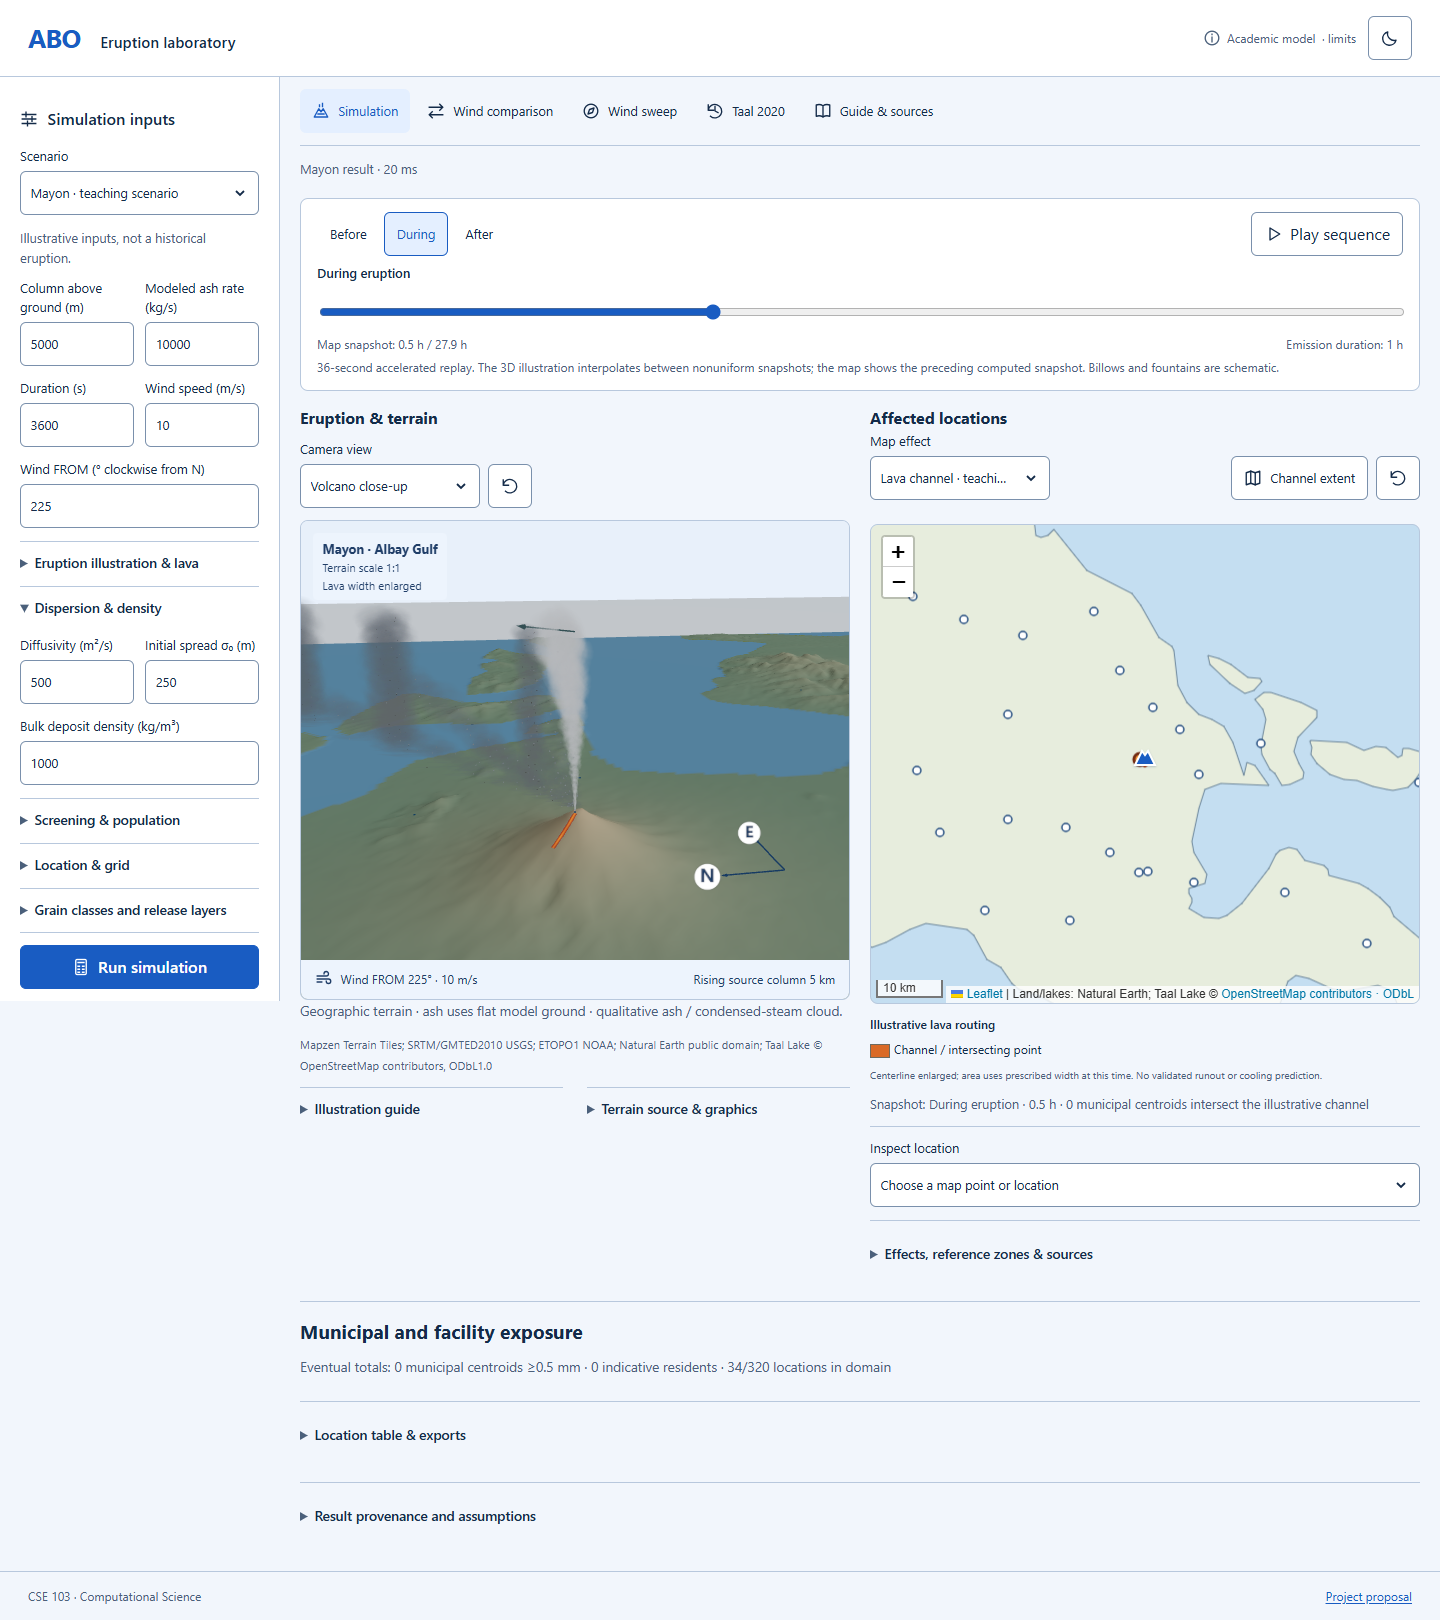 ABO Eruption laboratory
Academic model · limits
Simulation inputs
Scenario
Mayon · teaching scenario
Illustrative inputs, not a historical
eruption.
Column above
ground (m)
Modeled ash rate
(kg/s)
5000
10000
Duration (s)
Wind speed (m/s)
3600
10
Wind FROM (° clockwise from N)
225
Eruption illustration & lava
Dispersion & density
Diffusivity (m²/s)
Initial spread σ₀ (m)
500
250
Bulk deposit density (kg/m³)
1000
Screening & population
Location & grid
Grain classes and release layers
Run simulation
Simulation
Wind comparison
Wind sweep
Taal 2020
Guide & sources
Mayon result · 20 ms
Before
During
After
Play sequence
During eruption
Map snapshot: 0.5 h / 27.9 h
Emission duration: 1 h
36-second accelerated replay. The 3D illustration interpolates between nonuniform snapshots; the map shows the preceding computed snapshot. Billows and fountains are schematic.
Eruption & terrain
Camera view
Volcano close-up
Mayon · Albay Gulf
Terrain scale 1:1
Lava width enlarged
E
N
Wind FROM 225° · 10 m/s
Rising source column 5 km
Geographic terrain · ash uses flat model ground · qualitative ash / condensed-steam cloud.
Mapzen Terrain Tiles; SRTM/GMTED2010 USGS; ETOPO1 NOAA; Natural Earth public domain; Taal Lake ©
OpenStreetMap contributors, ODbL1.0
Illustration guide
Terrain source & graphics
Affected locations
Map effect
Lava channel · teachi...
Channel extent
+
−
10 km
Leaflet | Land/lakes: Natural Earth; Taal Lake © OpenStreetMap contributors · ODbL
Illustrative lava routing
Channel / intersecting point
Centerline enlarged; area uses prescribed width at this time. No validated runout or cooling prediction.
Snapshot: During eruption · 0.5 h · 0 municipal centroids intersect the illustrative channel
Inspect location
Choose a map point or location
Effects, reference zones & sources
Municipal and facility exposure
Eventual totals: 0 municipal centroids ≥0.5 mm · 0 indicative residents · 34/320 locations in domain
Location table & exports
Result provenance and assumptions
CSE 103 · Computational Science
Project proposal